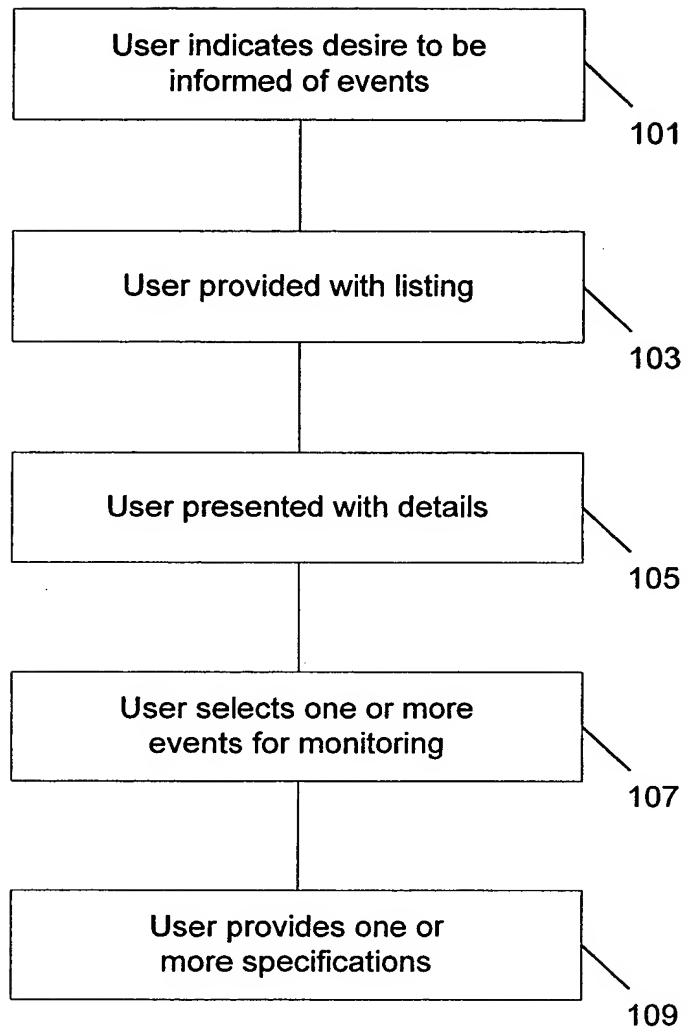 User indicates desire to be
informed of events
101
User provided with listing
103
User presented with details
105
User selects one or more
events for monitoring
107
User provides one or
more specifications
109